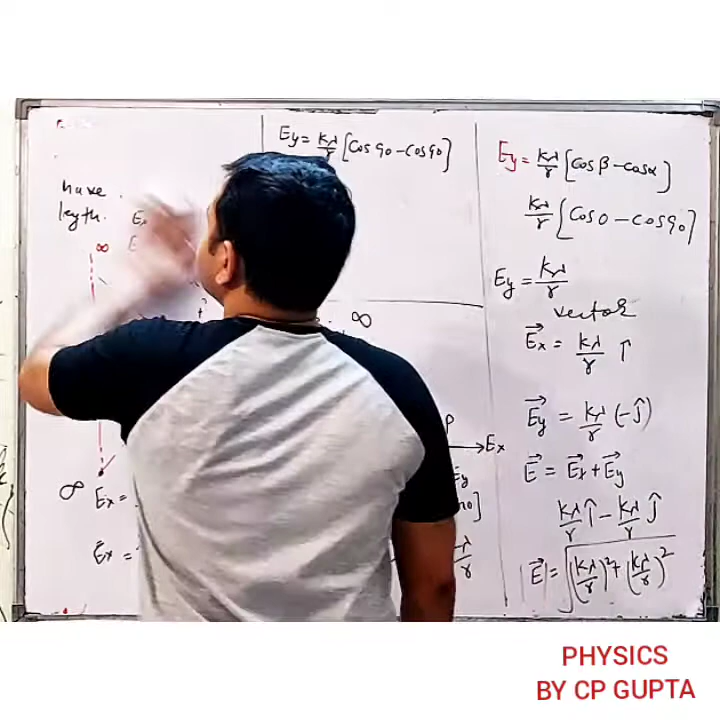 have
length.
∞
∞
Ex =
Ex =
Ey = kλ/r [Cos 90 – cos 90]
∞
P
Ex
Ey
Ey = kλ/r [Cos β – cos α]
kλ/r [Cos 0 – cos 90]
Ey = kλ/r
vector
E⃗x = kλ/r î
E⃗y = kλ/r (-ĵ)
E⃗ = E⃗x + E⃗y
kλ/r î – kλ/r ĵ
|E⃗| = √(kλ/r)² + (kλ/r)²
PHYSICS
BY CP GUPTA